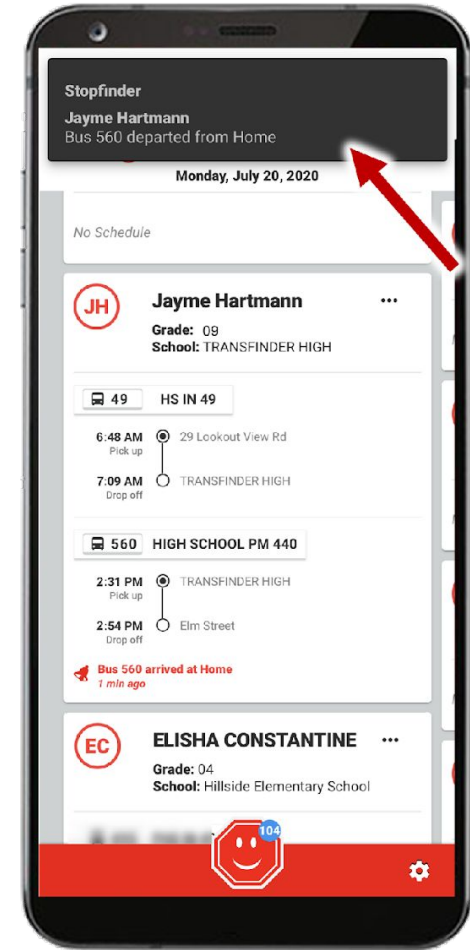 Stopfinder
Jayme Hartmann
Bus 560 departed from Home
Monday, July 20, 2020
No Schedule
JH
Jayme Hartmann
Grade: 09
School: TRANSFINDER HIGH
49 HS IN 49
6:48 AM 29 Lookout View Rd
Pick up
7:09 AM TRANSFINDER HIGH
Drop off
560 HIGH SCHOOL PM 440
2:31 PM TRANSFINDER HIGH
Pick up
2:54 PM Elm Street
Drop off
Bus 560 arrived at Home
1 min ago
EC
ELISHA CONSTANTINE
Grade: 04
School: Hillside Elementary School
104